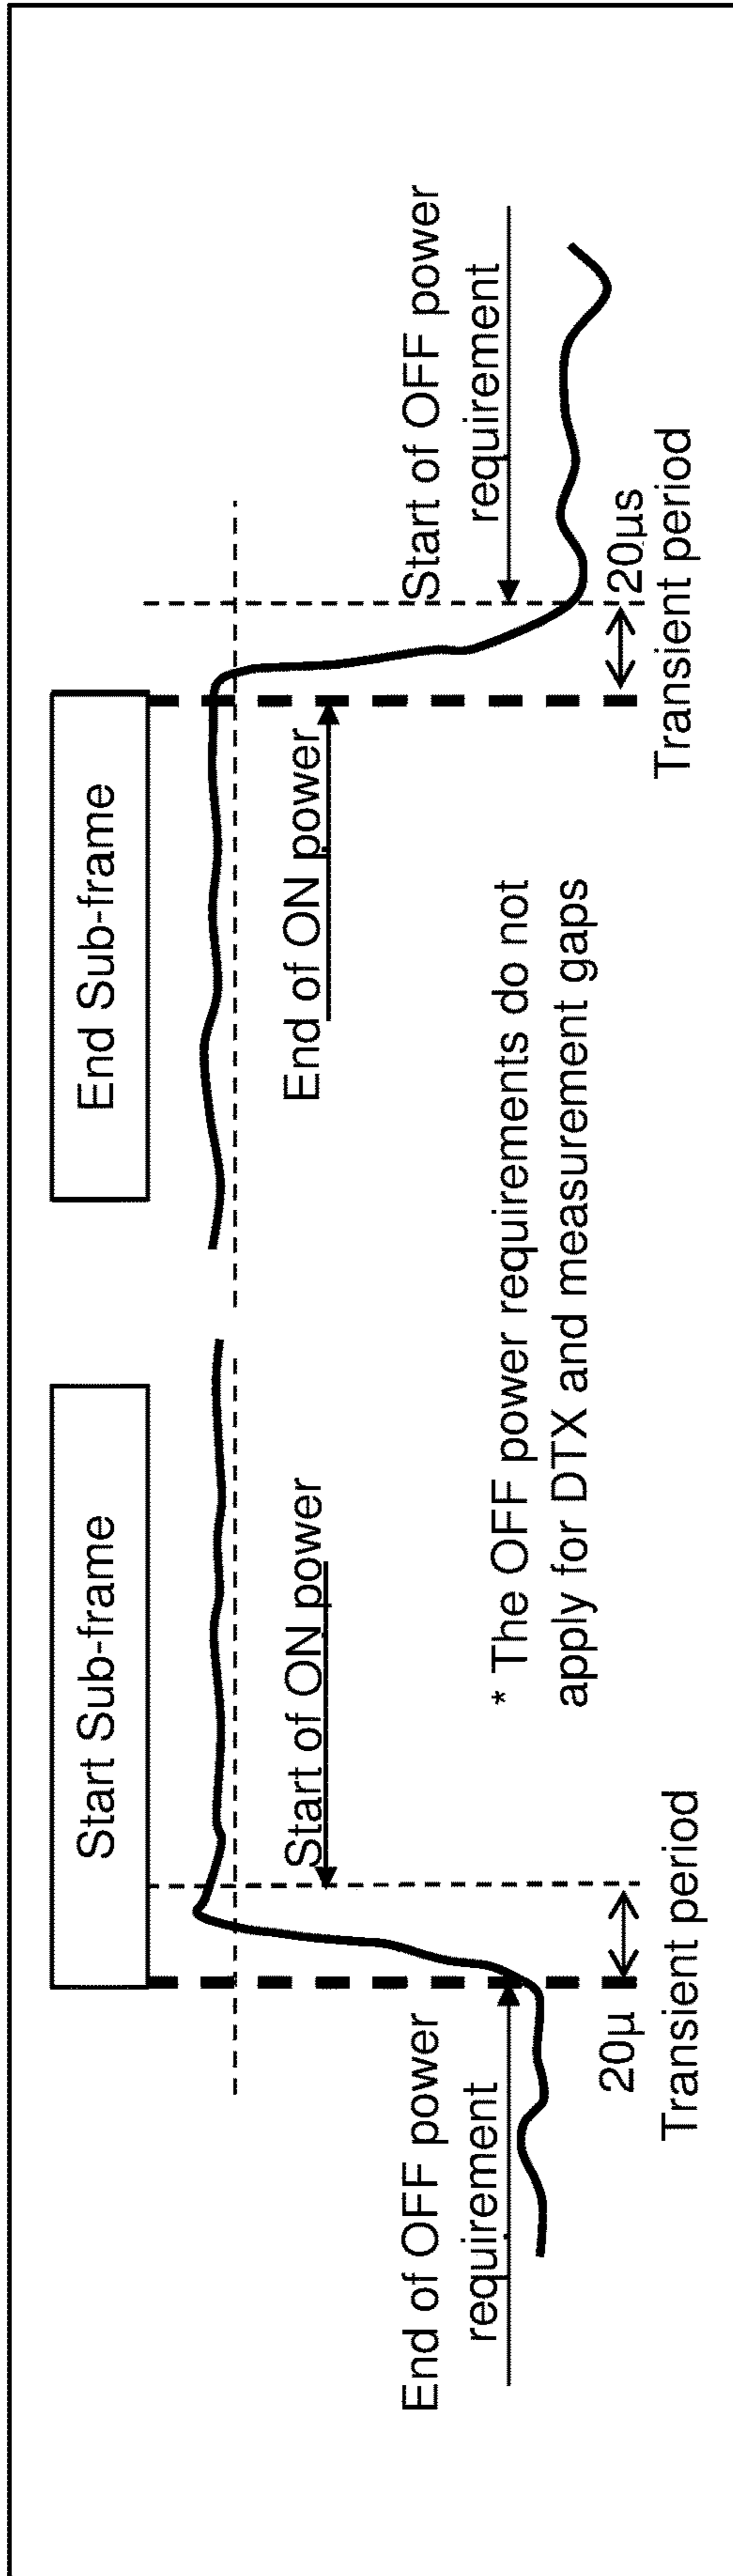 Start Sub-frame
End Sub-frame
Start of ON power
End of ON power
End of OFF power
requirement
Start of OFF power
requirement
* The OFF power requirements do not
apply for DTX and measurement gaps
20µ
Transient period
20µs
Transient period